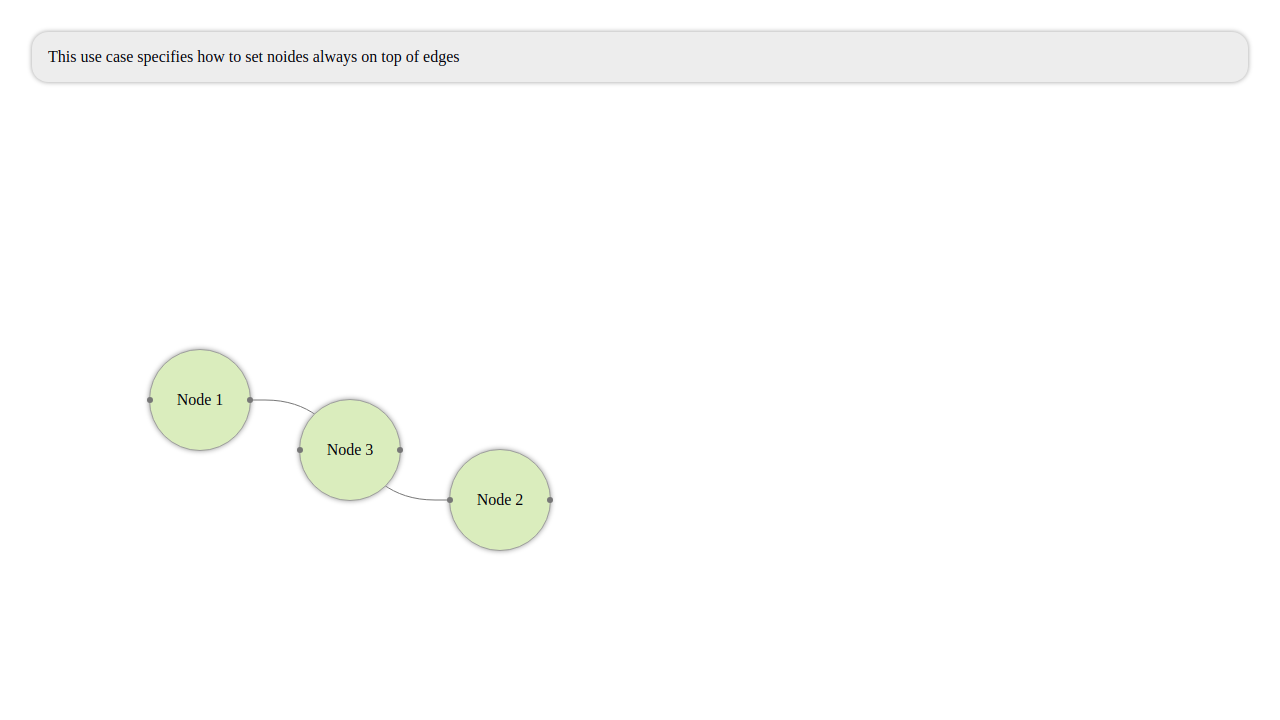 This use case specifies how to set noides always on top of edges
Node 1
Node 3
Node 2